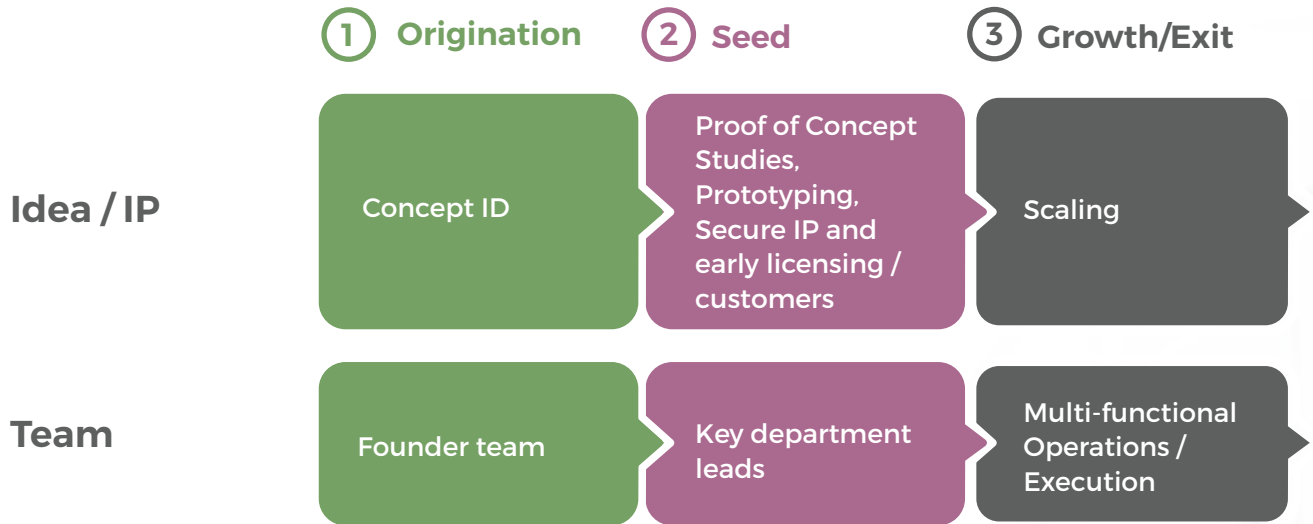 1 Origination
2 Seed
3 Growth/Exit
Idea / IP
Concept ID
Proof of Concept
Studies,
Prototyping,
Secure IP and
early licensing /
customers
Scaling
Team
Founder team
Key department
leads
Multi-functional
Operations /
Execution